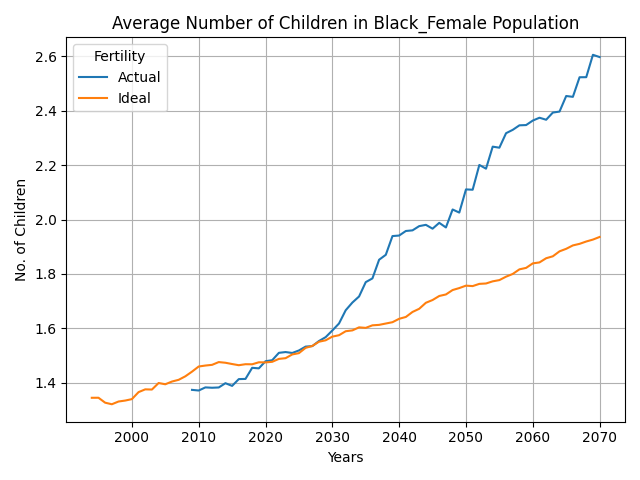 Average Number of Children in Black_Female Population
Fertility
Actual
Ideal
No. of Children
2.6
2.4
2.2
2.0
1.8
1.6
1.4
2000 2010 2020 2030 2040 2050 2060 2070
Years